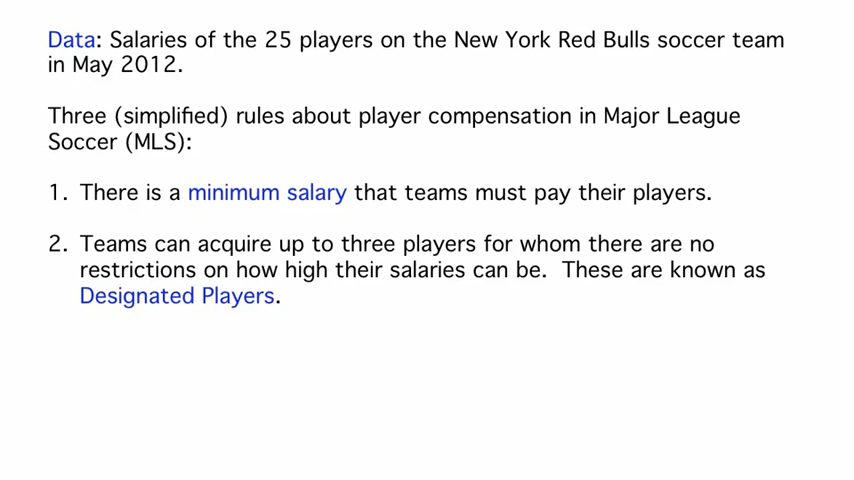 Data: Salaries of the 25 players on the New York Red Bulls soccer team
in May 2012.
Three (simplified) rules about player compensation in Major League
Soccer (MLS):
1. There is a minimum salary that teams must pay their players.
2. Teams can acquire up to three players for whom there are no
restrictions on how high their salaries can be. These are known as
Designated Players.